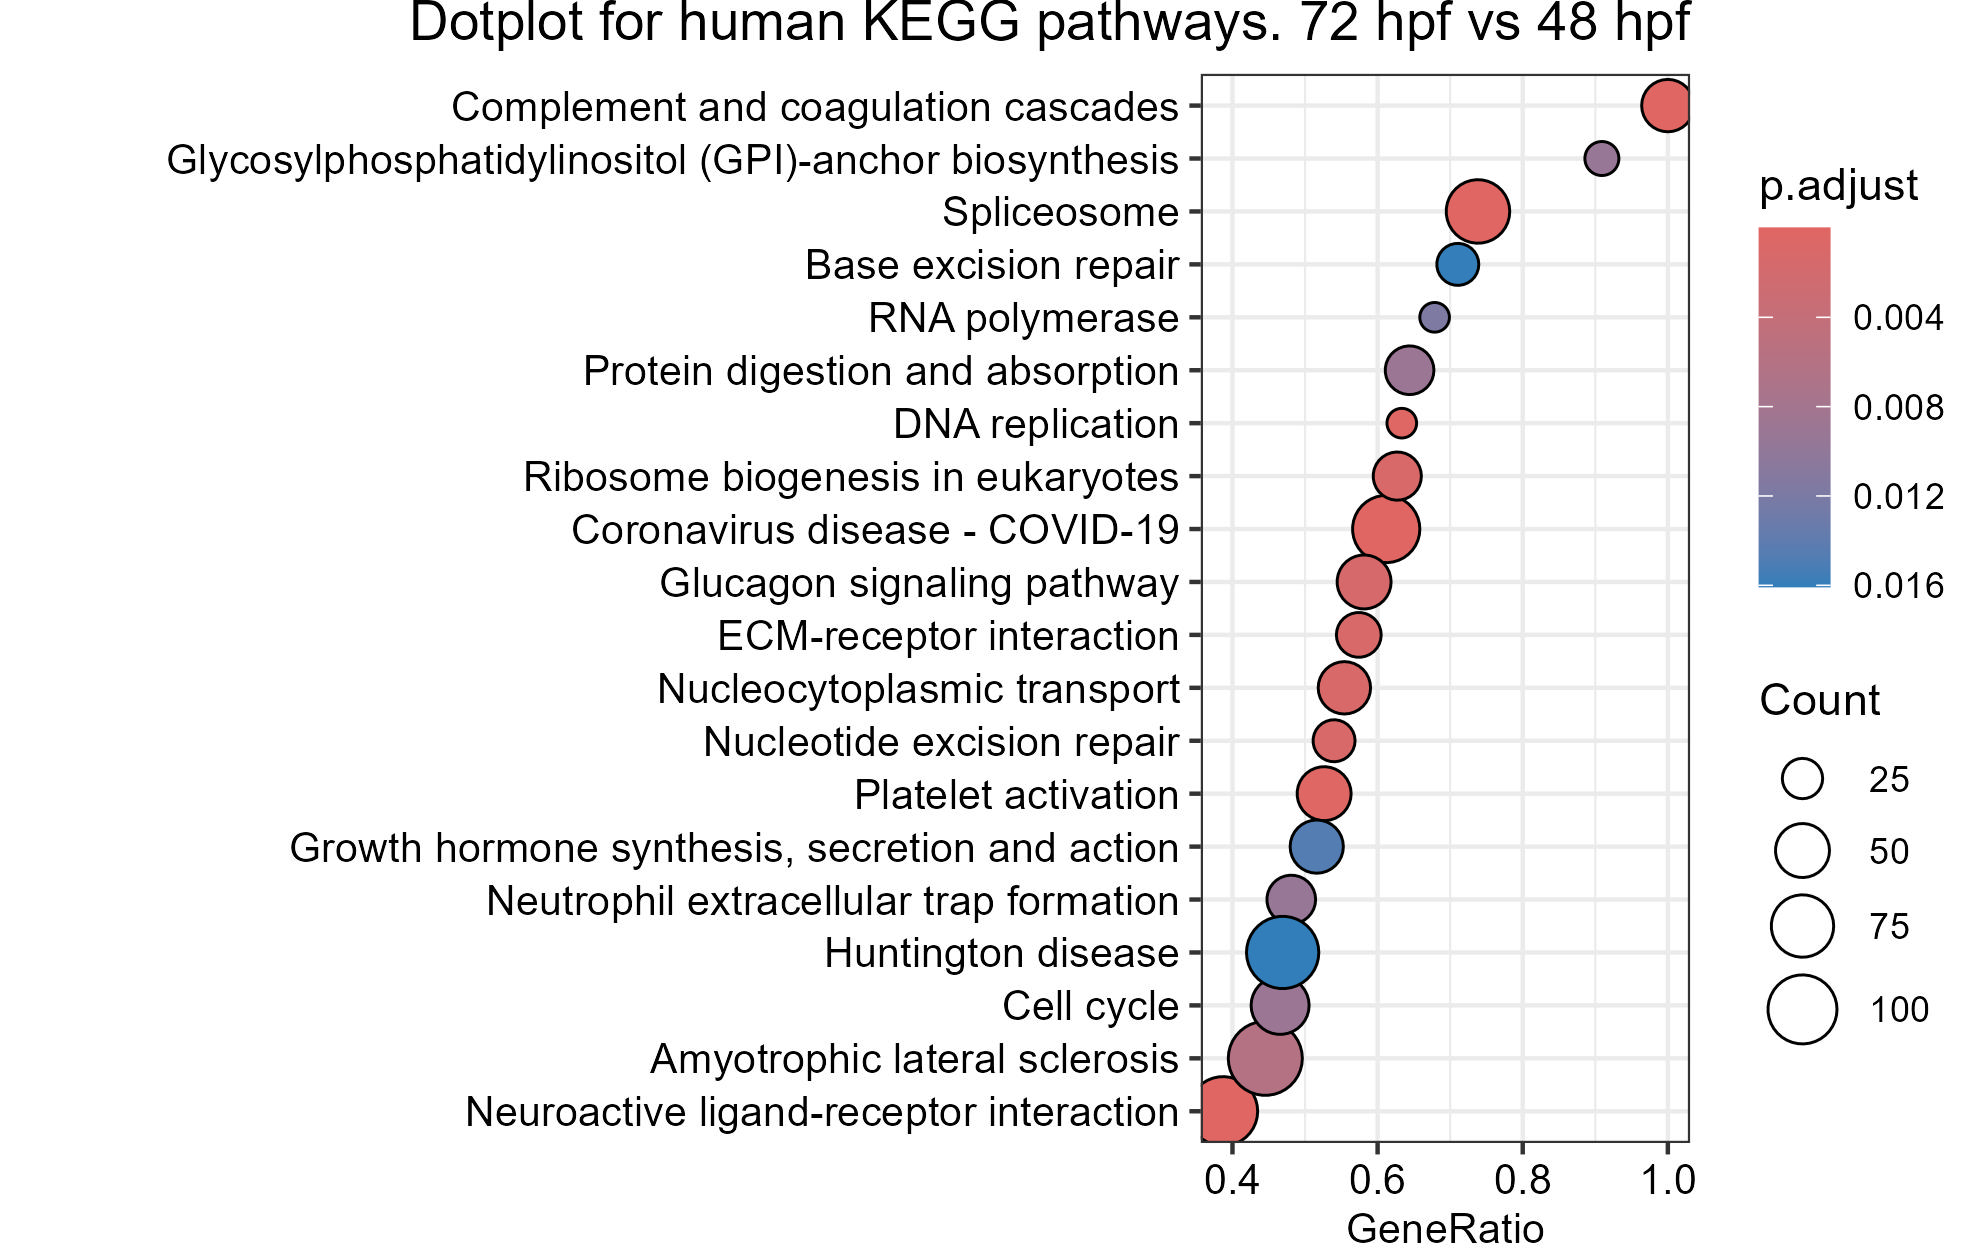 Dotplot for human KEGG pathways. 72 hpf vs 48 hpf
Complement and coagulation cascades
Glycosylphosphatidylinositol (GPI)-anchor biosynthesis
Spliceosome
Base excision repair
RNA polymerase
Protein digestion and absorption
DNA replication
Ribosome biogenesis in eukaryotes
Coronavirus disease - COVID-19
Glucagon signaling pathway
ECM-receptor interaction
Nucleocytoplasmic transport
Nucleotide excision repair
Platelet activation
Growth hormone synthesis, secretion and action
Neutrophil extracellular trap formation
Huntington disease
Cell cycle
Amyotrophic lateral sclerosis
Neuroactive ligand-receptor interaction
0.4 0.6 0.8 1.0
GeneRatio
p.adjust
0.004
0.008
0.012
0.016
Count
25
50
75
100